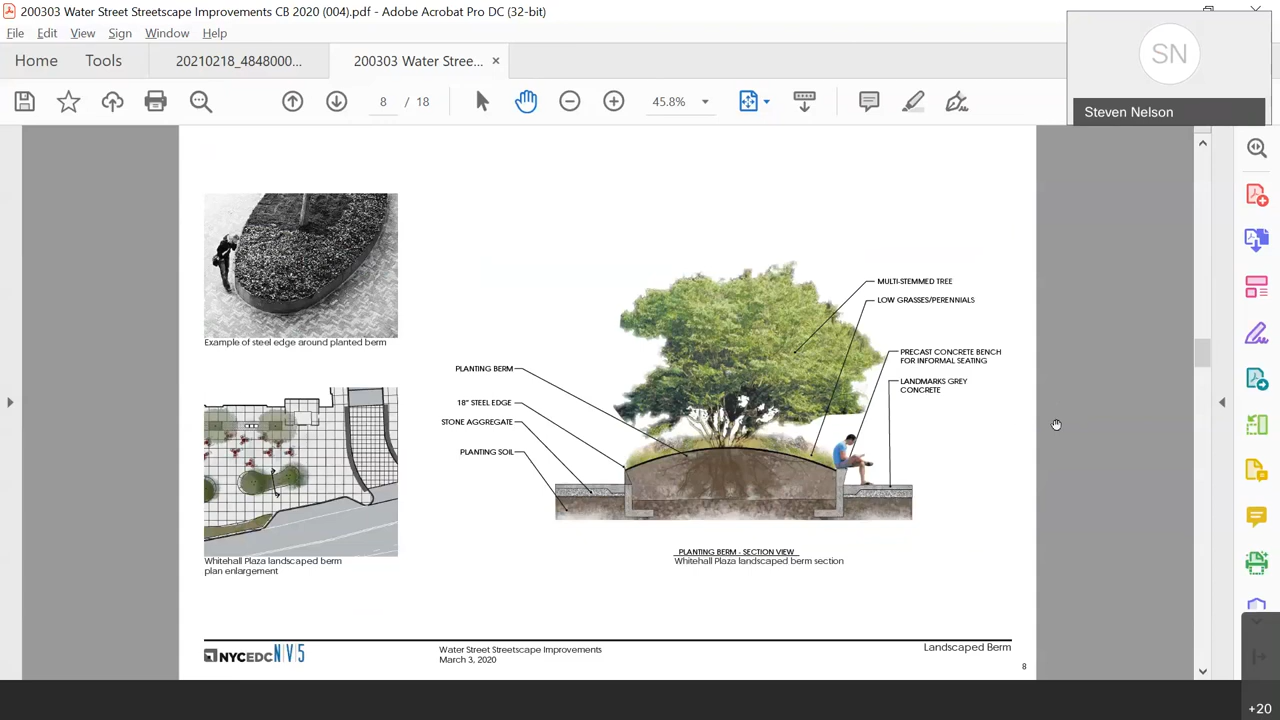 200303 Water Street Streetscape Improvements CB 2020 (004).pdf - Adobe Acrobat Pro DC (32-bit)
File Edit View Sign Window Help
Home Tools 20210218_4848000... 200303 Water Stree... ×
8 / 18 45.8%
SN
Steven Nelson
Example of steel edge around planted berm
Whitehall Plaza landscaped berm
plan enlargement
MULTI-STEMMED TREE
LOW GRASSES/PERENNIALS
PRECAST CONCRETE BENCH
FOR INFORMAL SEATING
LANDMARKS GREY
CONCRETE
PLANTING BERM
18" STEEL EDGE
STONE AGGREGATE
PLANTING SOIL
PLANTING BERM - SECTION VIEW
Whitehall Plaza landscaped berm section
NYCEDC N|V|5
Water Street Streetscape Improvements
March 3, 2020
Landscaped Berm
8
+20